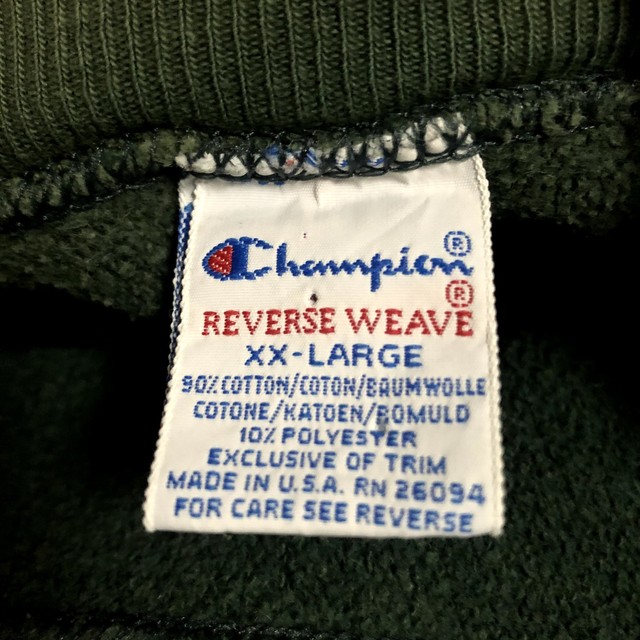 Champion®
REVERSE WEAVE®
XX-LARGE
90% COTTON/COTON/BAUMWOLLE
COTONE/KATOEN/BOMULD
10% POLYESTER
EXCLUSIVE OF TRIM
MADE IN U.S.A. RN 26094
FOR CARE SEE REVERSE